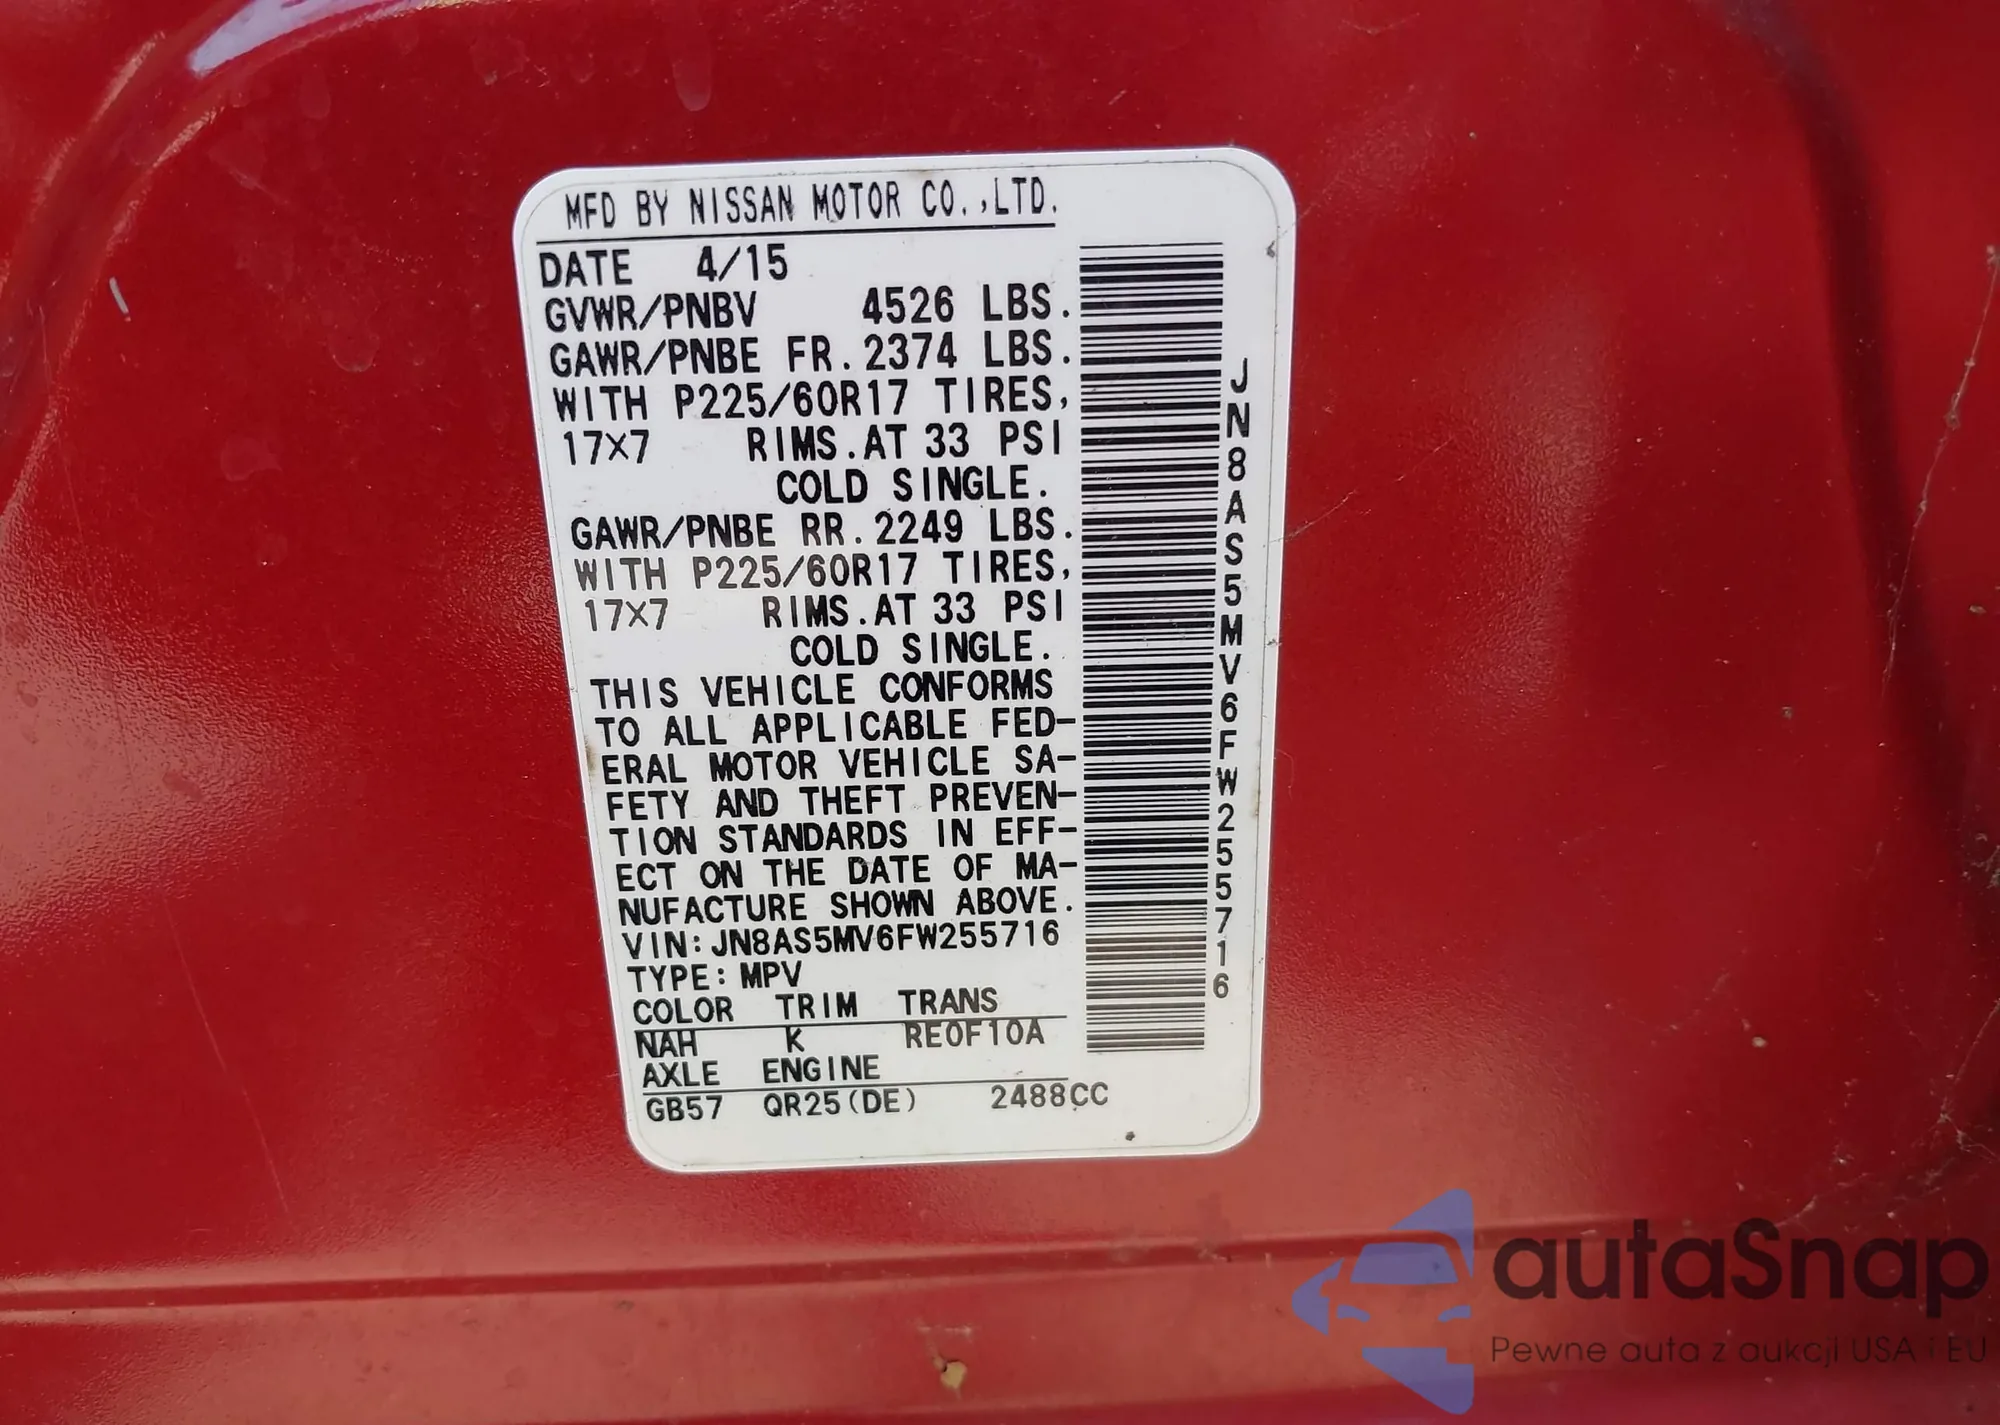 MFD BY NISSAN MOTOR CO.,LTD.
DATE 4/15
GVWR/PNBV 4526 LBS.
GAWR/PNBE FR. 2374 LBS.
WITH P225/60R17 TIRES,
17×7 RIMS.AT 33 PSI
COLD SINGLE.
GAWR/PNBE RR. 2249 LBS.
WITH P225/60R17 TIRES,
17×7 RIMS.AT 33 PSI
COLD SINGLE.
THIS VEHICLE CONFORMS
TO ALL APPLICABLE FED-
ERAL MOTOR VEHICLE SA-
FETY AND THEFT PREVEN-
TION STANDARDS IN EFF-
ECT ON THE DATE OF MA-
NUFACTURE SHOWN ABOVE.
VIN: JN8AS5MV6FW255716
TYPE: MPV
COLOR TRIM TRANS
NAH K RE0F10A
AXLE ENGINE
GB57 QR25(DE) 2488CC
JN8AS5MV6FW255716
autoSnap
Pewne auta z aukcji USA i EU